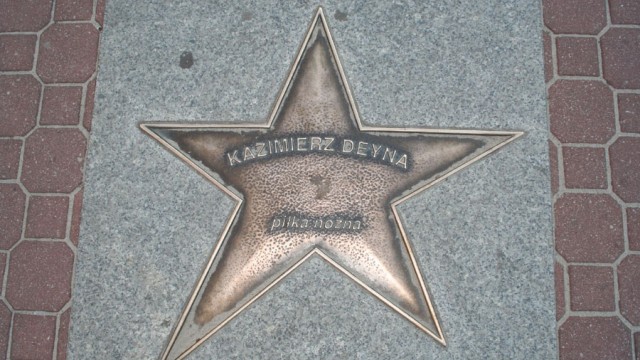 KAZIMIERZ DEYNA
piłka nożna